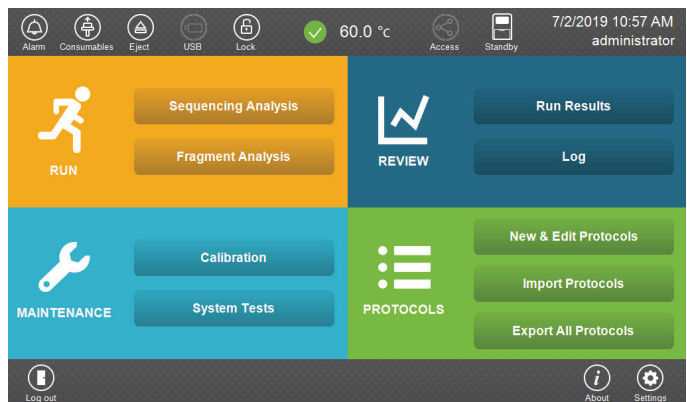 7/2/2019 10:57 AM
60.0 °c
administrator
Alarm Consumables Eject USB Lock Access Standby
Sequencing Analysis
Fragment Analysis
RUN
Run Results
Log
REVIEW
Calibration
System Tests
MAINTENANCE
New & Edit Protocols
Import Protocols
Export All Protocols
PROTOCOLS
Log out About Settings